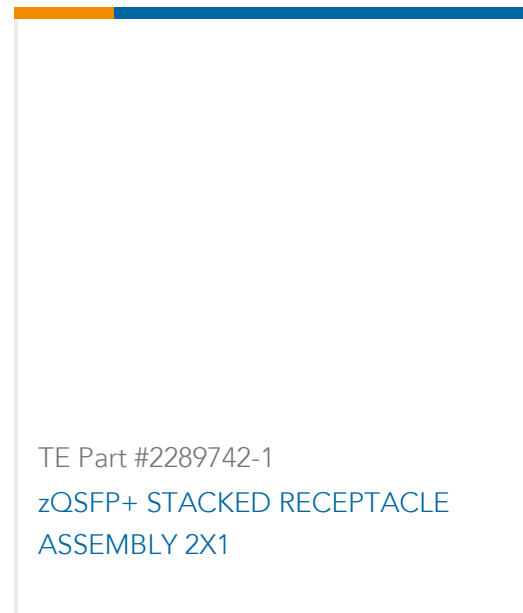 TE Part #2289742-1
zQSFP+ STACKED RECEPTACLE
ASSEMBLY 2X1